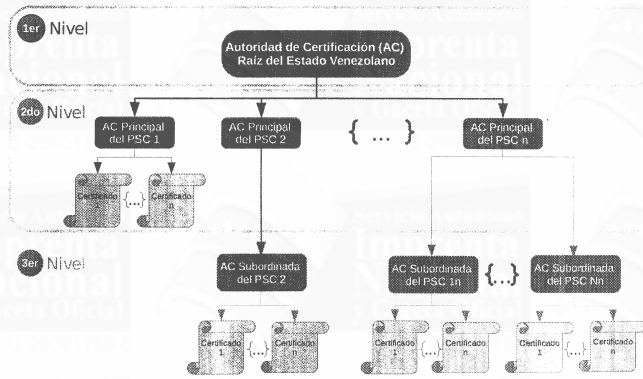 1er Nivel
Autoridad de Certificación (AC)
Raíz del Estado Venezolano
2do Nivel
AC Principal
del PSC 1
AC Principal
del PSC 2
{ ... }
AC Principal
del PSC n
Certificado
1
{...}
Certificado
n
3er Nivel
AC Subordinada
del PSC 2
AC Subordinada
del PSC 1n
{...}
AC Subordinada
del PSC Nn
Certificado
1
{...}
Certificado
n
Certificado
1
{...}
Certificado
n
Certificado
1
{...}
Certificado
n